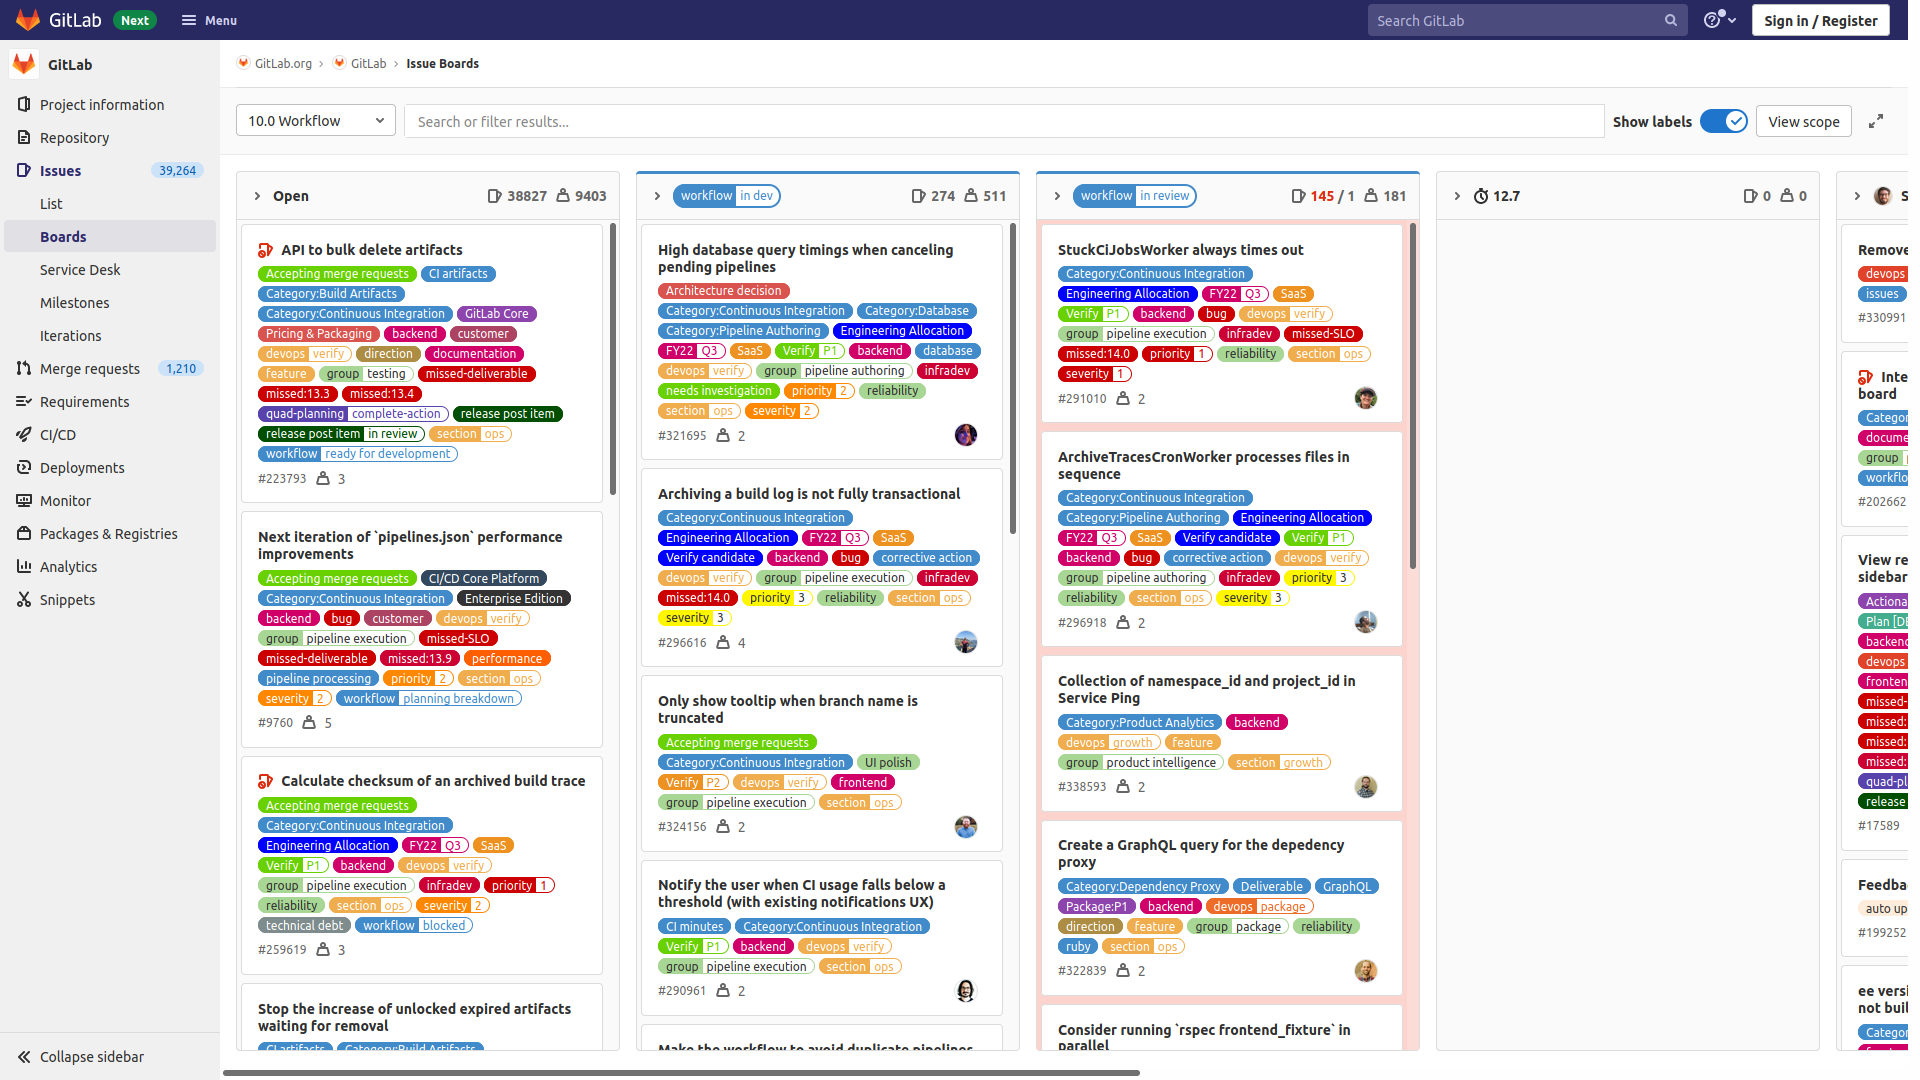 GitLab Next Menu Search GitLab Sign in / Register
GitLab
Project information
Repository
Issues 39,264
List
Boards
Service Desk
Milestones
Iterations
Merge requests 1,210
Requirements
CI/CD
Deployments
Monitor
Packages & Registries
Analytics
Snippets
Collapse sidebar
GitLab.org › GitLab › Issue Boards
10.0 Workflow Search or filter results... Show labels View scope
Open 38827 9403
API to bulk delete artifacts
Accepting merge requests CI artifacts
Category:Build Artifacts
Category:Continuous Integration GitLab Core
Pricing & Packaging backend customer
devops verify direction documentation
feature group testing missed-deliverable
missed:13.3 missed:13.4
quad-planning complete-action release post item
release post item in review section ops
workflow ready for development
#223793 3
Next iteration of `pipelines.json` performance
improvements
Accepting merge requests CI/CD Core Platform
Category:Continuous Integration Enterprise Edition
backend bug customer devops verify
group pipeline execution missed-SLO
missed-deliverable missed:13.9 performance
pipeline processing priority 2 section ops
severity 2 workflow planning breakdown
#9760 5
Calculate checksum of an archived build trace
Accepting merge requests
Category:Continuous Integration
Engineering Allocation FY22 Q3 SaaS
Verify P1 backend devops verify
group pipeline execution infradev priority 1
reliability section ops severity 2
technical debt workflow blocked
#259619 3
Stop the increase of unlocked expired artifacts
waiting for removal
CI artifacts Category:Build Artifacts
workflow in dev 274 511
High database query timings when canceling
pending pipelines
Architecture decision
Category:Continuous Integration Category:Database
Category:Pipeline Authoring Engineering Allocation
FY22 Q3 SaaS Verify P1 backend database
devops verify group pipeline authoring infradev
needs investigation priority 2 reliability
section ops severity 2
#321695 2
Archiving a build log is not fully transactional
Category:Continuous Integration
Engineering Allocation FY22 Q3 SaaS
Verify candidate backend bug corrective action
devops verify group pipeline execution infradev
missed:14.0 priority 3 reliability section ops
severity 3
#296616 4
Only show tooltip when branch name is
truncated
Accepting merge requests
Category:Continuous Integration UI polish
Verify P2 devops verify frontend
group pipeline execution section ops
#324156 2
Notify the user when CI usage falls below a
threshold (with existing notifications UX)
CI minutes Category:Continuous Integration
Verify P1 backend devops verify
group pipeline execution section ops
#290961 2
Make the workflow to avoid duplicate pipelines
workflow in review 145 / 1 181
StuckCiJobsWorker always times out
Category:Continuous Integration
Engineering Allocation FY22 Q3 SaaS
Verify P1 backend bug devops verify
group pipeline execution infradev missed-SLO
missed:14.0 priority 1 reliability section ops
severity 1
#291010 2
ArchiveTracesCronWorker processes files in
sequence
Category:Continuous Integration
Category:Pipeline Authoring Engineering Allocation
FY22 Q3 SaaS Verify candidate Verify P1
backend bug corrective action devops verify
group pipeline authoring infradev priority 3
reliability section ops severity 3
#296918 2
Collection of namespace_id and project_id in
Service Ping
Category:Product Analytics backend
devops growth feature
group product intelligence section growth
#338593 2
Create a GraphQL query for the depedency
proxy
Category:Dependency Proxy Deliverable GraphQL
Package:P1 backend devops package
direction feature group package reliability
ruby section ops
#322839 2
Consider running `rspec frontend_fixture` in
parallel
12.7 0 0
S
Remove
devops
issues
#330991
Inte
board
Catego
docume
group
workflo
#202662
View re
sidebar
Actiona
Plan [DE
backend
devops
fronten
missed-
missed:
missed:
missed:
quad-pl
release
#17589
Feedba
auto up
#199252
ee versi
not buil
Catego